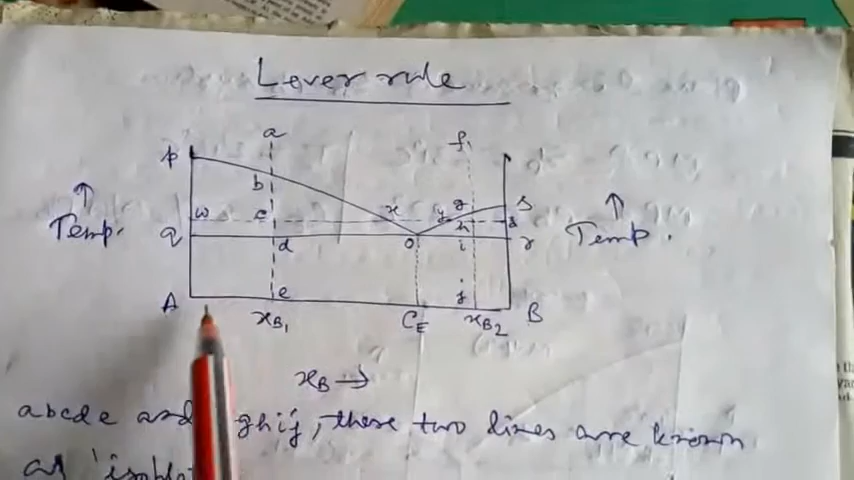 Lever rule
a f
p b s
w c x y g h
Temp. q d o i r Temp.
A e j B
xB1 CE xB2
xB →
abcde and ghij, these two lines are known
as